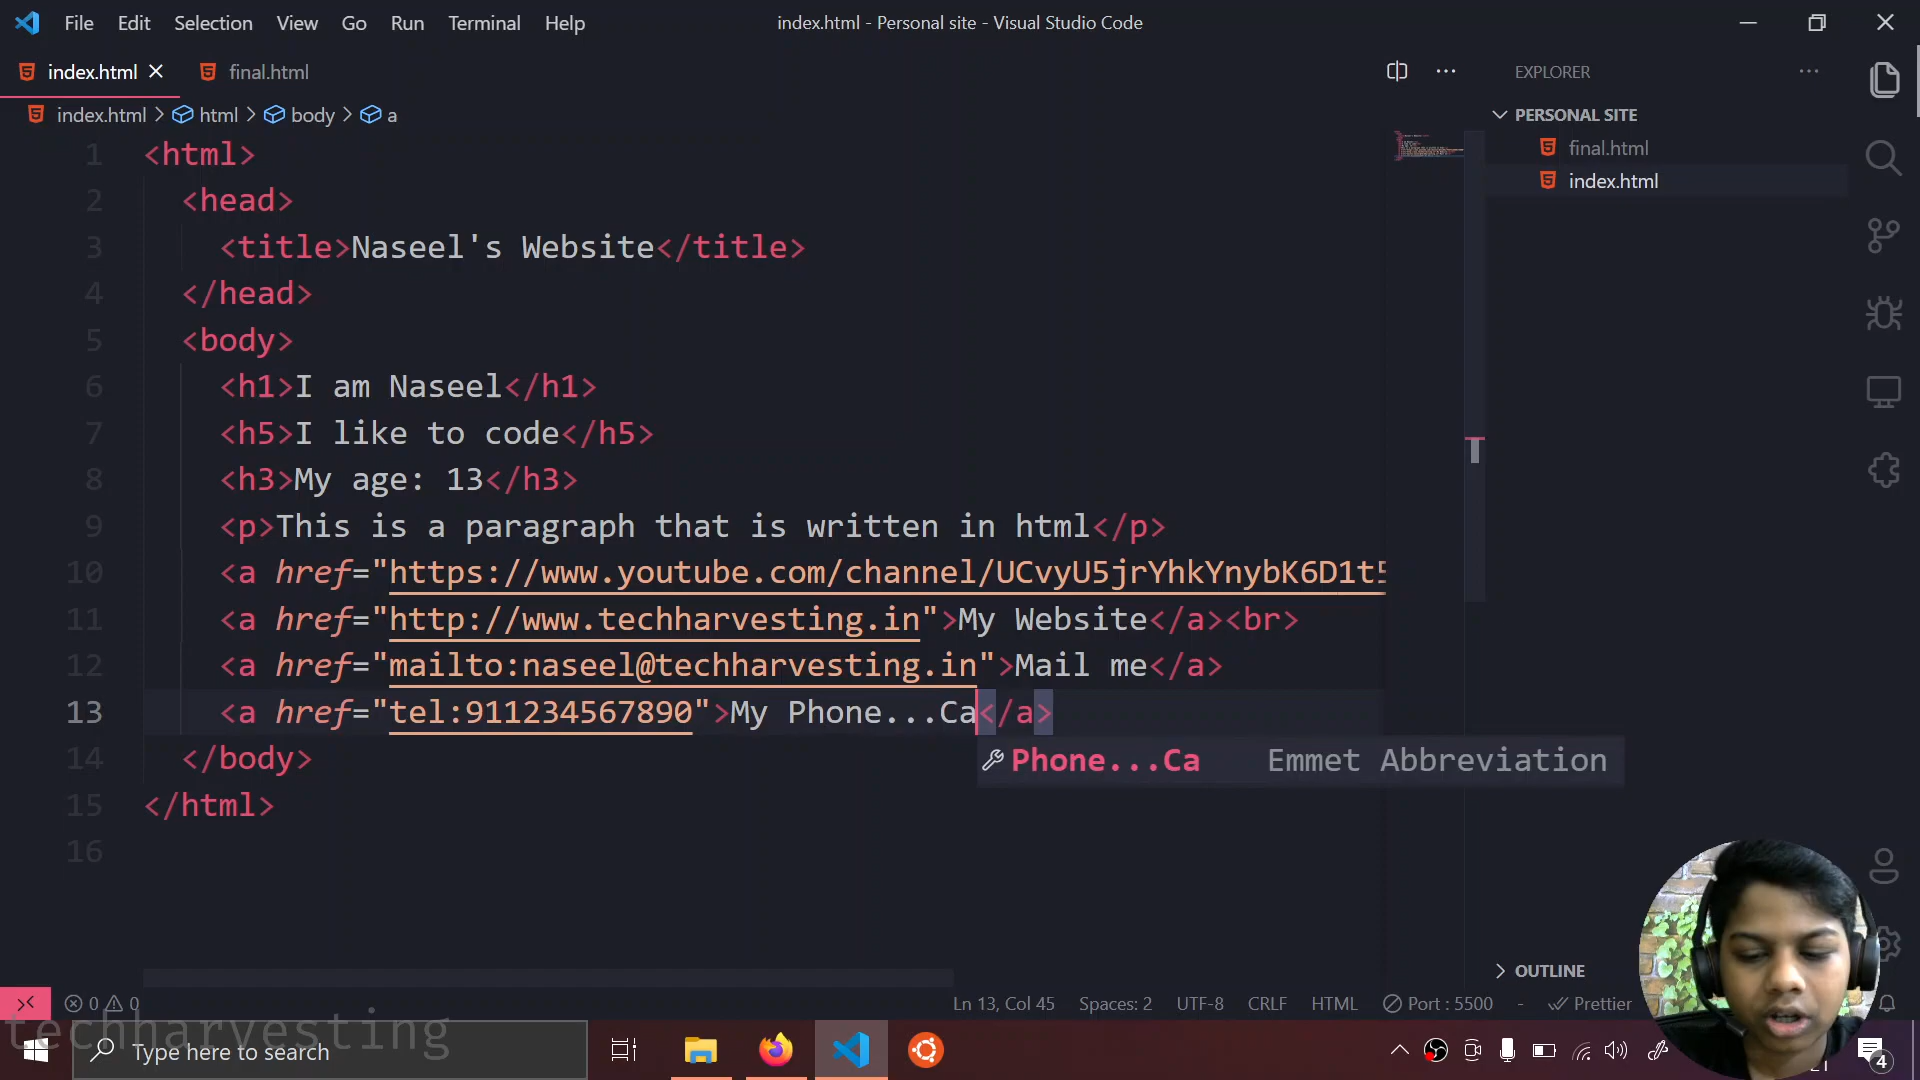 File Edit Selection View Go Run Terminal Help
index.html - Personal site - Visual Studio Code
index.html
final.html
EXPLORER
index.html > html > body > a
PERSONAL SITE
final.html
index.html
1 <html>
2 <head>
3 <title>Naseel's Website</title>
4 </head>
5 <body>
6 <h1>I am Naseel</h1>
7 <h5>I like to code</h5>
8 <h3>My age: 13</h3>
9 <p>This is a paragraph that is written in html</p>
10 <a href="https://www.youtube.com/channel/UCvyU5jrYhkYnybK6D1t5
11 <a href="http://www.techharvesting.in">My Website</a><br>
12 <a href="mailto:naseel@techharvesting.in">Mail me</a>
13 <a href="tel:911234567890">My Phone...Ca</a>
Phone...Ca Emmet Abbreviation
14 </body>
15 </html>
16
OUTLINE
0 0
Ln 13, Col 45 Spaces: 2 UTF-8 CRLF HTML Port : 5500 - Prettier
techharvesting
Type here to search
4